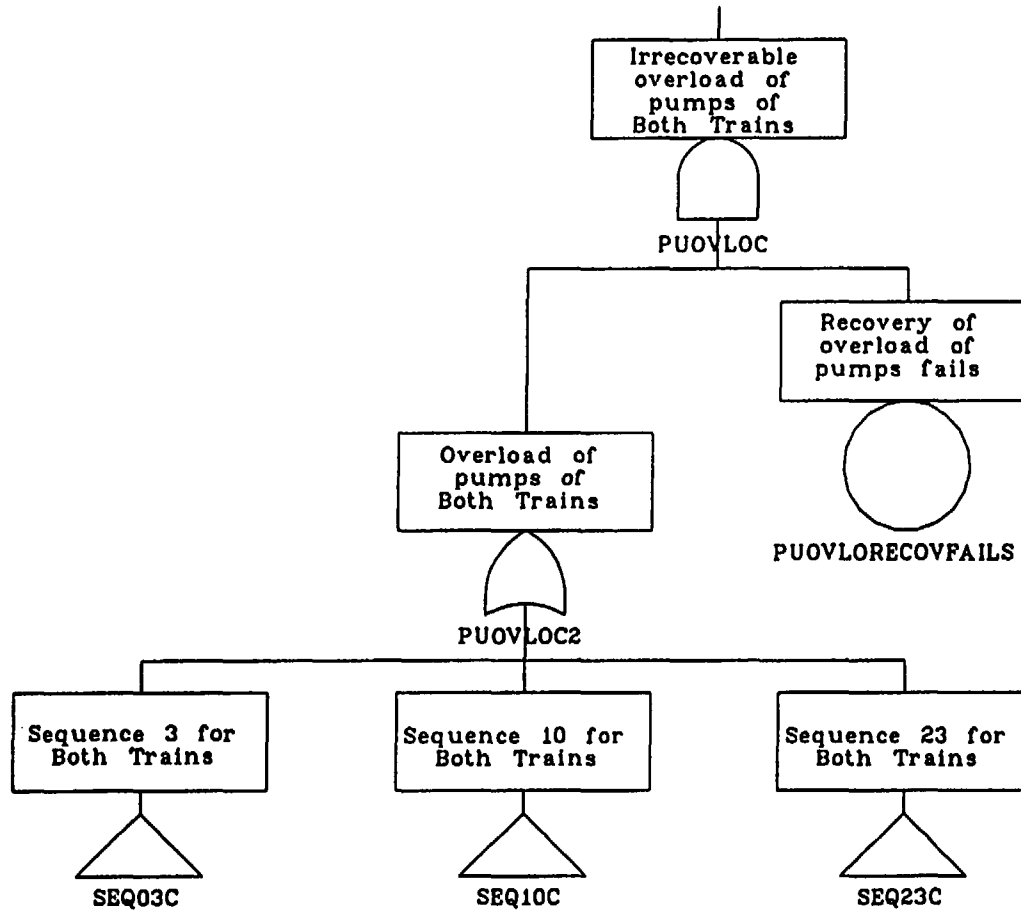 Irrecoverable
overload of
pumps of
Both Trains
PUOVLOC
Recovery of
overload of
pumps fails
PUOVLORECOVFAILS
Overload of
pumps of
Both Trains
PUOVLOC2
Sequence 3 for
Both Trains
SEQ03C
Sequence 10 for
Both Trains
SEQ10C
Sequence 23 for
Both Trains
SEQ23C